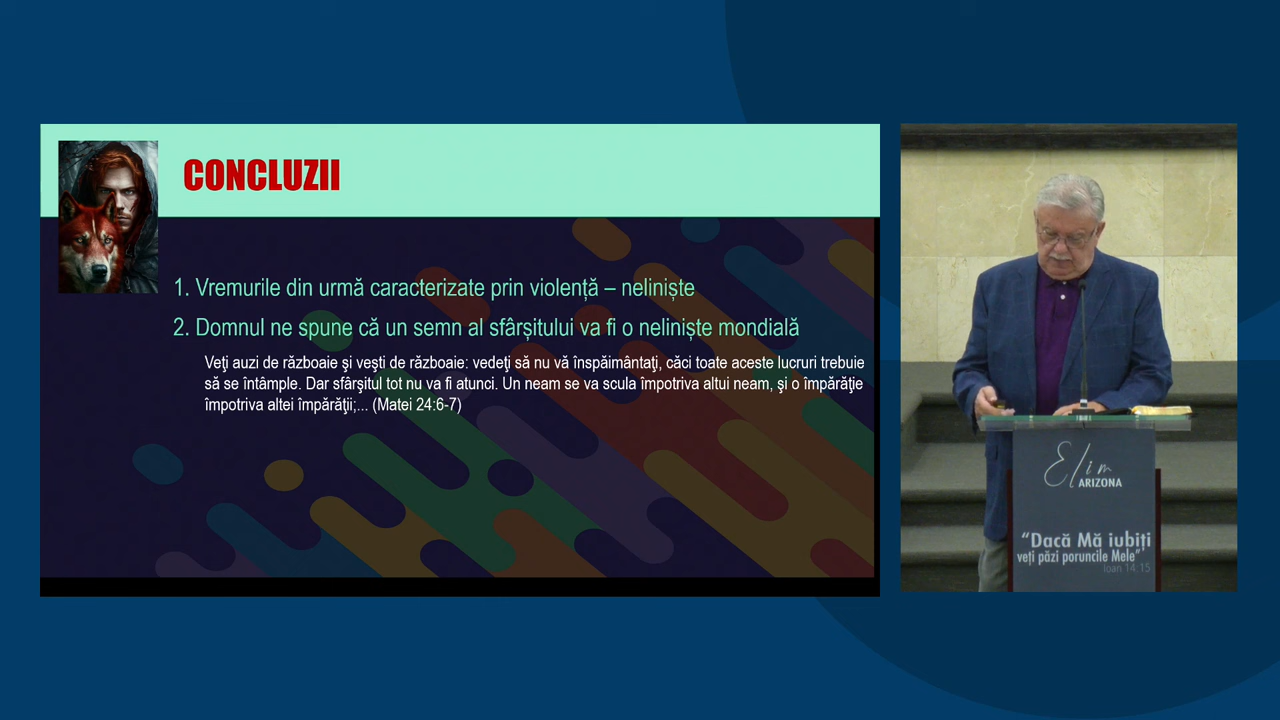 CONCLUZII
1. Vremurile din urmă caracterizate prin violență – neliniște
2. Domnul ne spune că un semn al sfârșitului va fi o neliniște mondială
Veţi auzi de războaie şi veşti de războaie: vedeţi să nu vă înspăimântaţi, căci toate aceste lucruri trebuie
să se întâmple. Dar sfârşitul tot nu va fi atunci. Un neam se va scula împotriva altui neam, şi o împărăţie
împotriva altei împărăţii;... (Matei 24:6-7)
Elim
ARIZONA
“Dacă Mă iubiți
veți păzi poruncile Mele”
Ioan 14:15